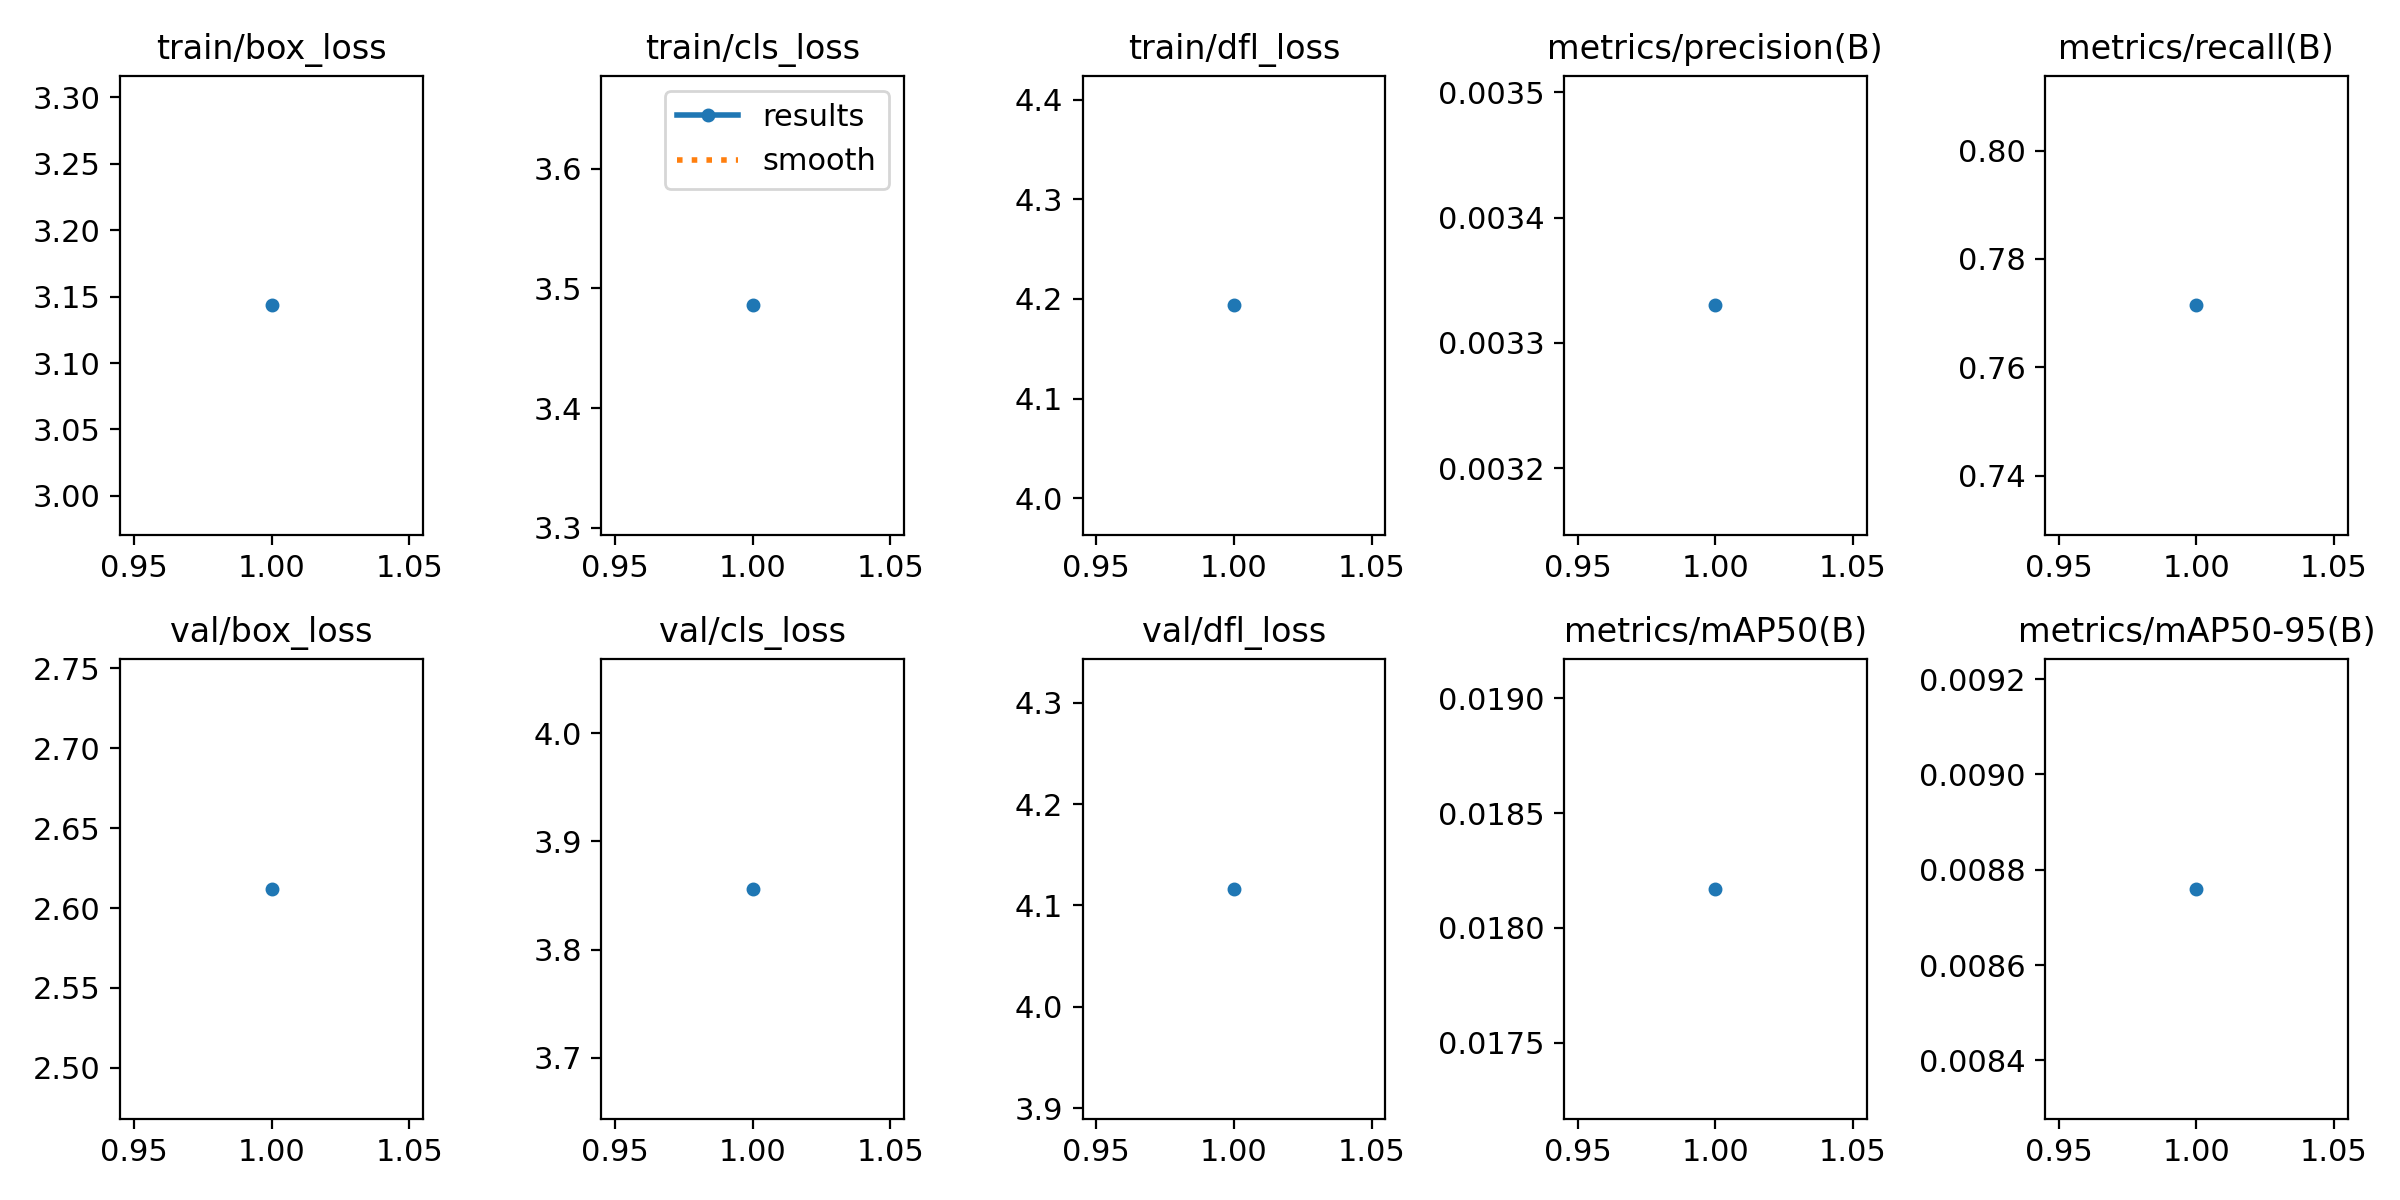 train/box_loss
3.30
3.25
3.20
3.15
3.10
3.05
3.00
0.95 1.00 1.05
train/cls_loss
results
smooth
3.6
3.5
3.4
3.3
0.95 1.00 1.05
train/dfl_loss
4.4
4.3
4.2
4.1
4.0
0.95 1.00 1.05
metrics/precision(B)
0.0035
0.0034
0.0033
0.0032
0.95 1.00 1.05
metrics/recall(B)
0.80
0.78
0.76
0.74
0.95 1.00 1.05
val/box_loss
2.75
2.70
2.65
2.60
2.55
2.50
0.95 1.00 1.05
val/cls_loss
4.0
3.9
3.8
3.7
0.95 1.00 1.05
val/dfl_loss
4.3
4.2
4.1
4.0
3.9
0.95 1.00 1.05
metrics/mAP50(B)
0.0190
0.0185
0.0180
0.0175
0.95 1.00 1.05
metrics/mAP50-95(B)
0.0092
0.0090
0.0088
0.0086
0.0084
0.95 1.00 1.05